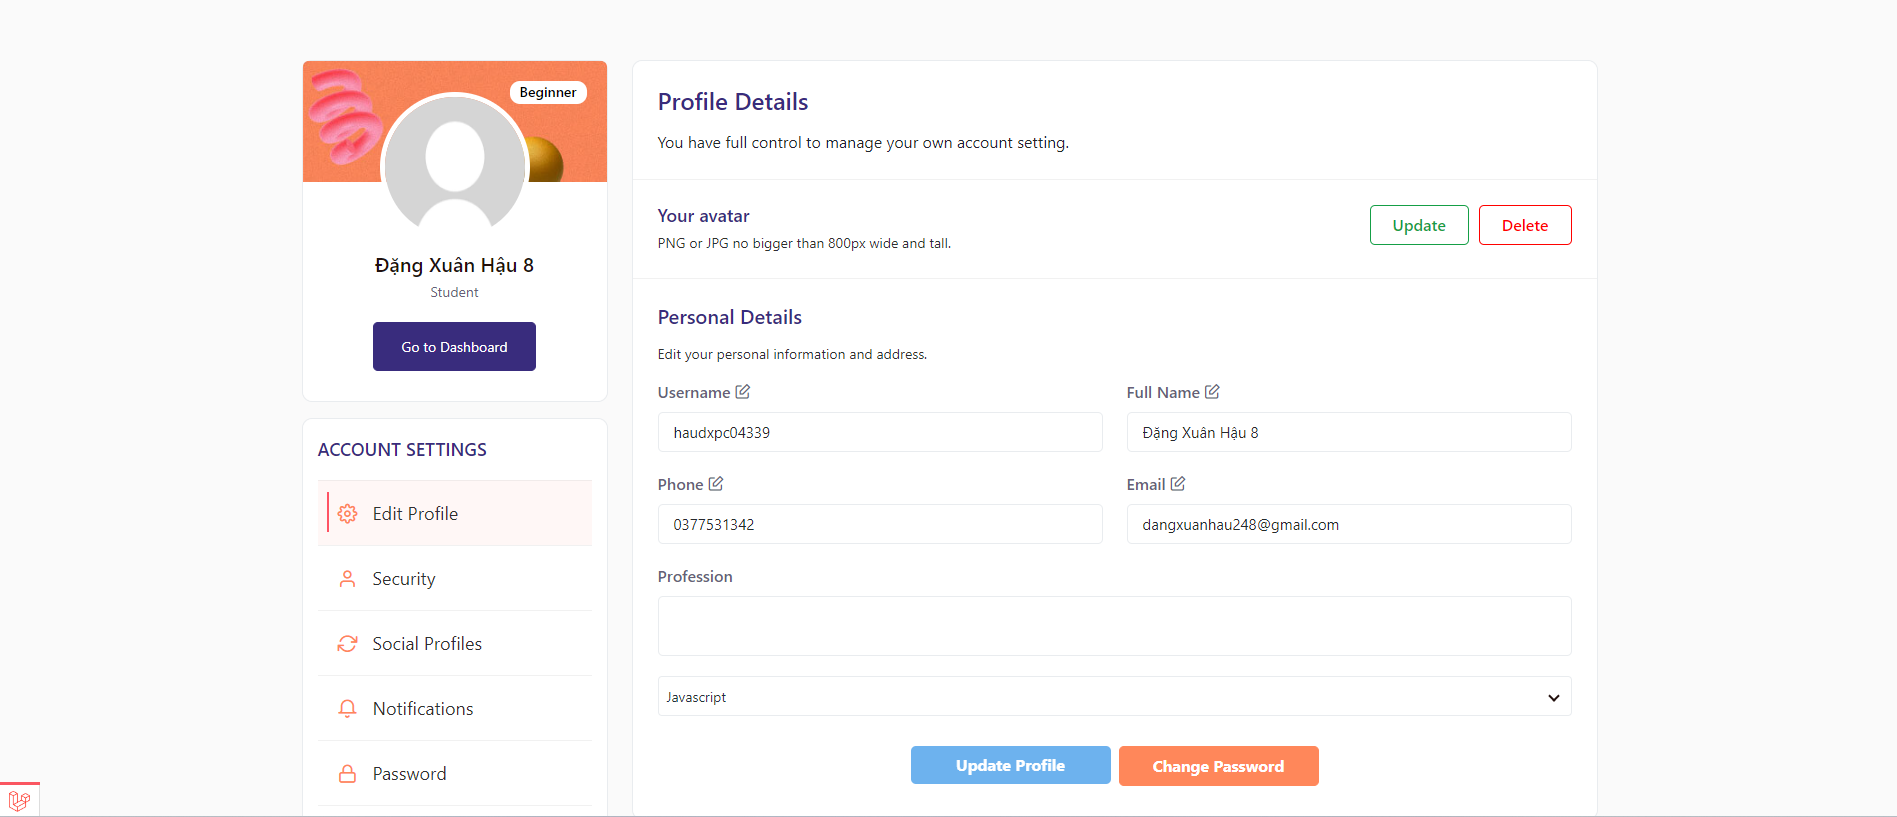 Beginner
Đặng Xuân Hậu 8
Student
Go to Dashboard
ACCOUNT SETTINGS
Edit Profile
Security
Social Profiles
Notifications
Password
Profile Details
You have full control to manage your own account setting.
Your avatar
PNG or JPG no bigger than 800px wide and tall.
Update
Delete
Personal Details
Edit your personal information and address.
Username
Full Name
haudxpc04339
Đặng Xuân Hậu 8
Phone
Email
0377531342
dangxuanhau248@gmail.com
Profession
Javascript
Update Profile
Change Password